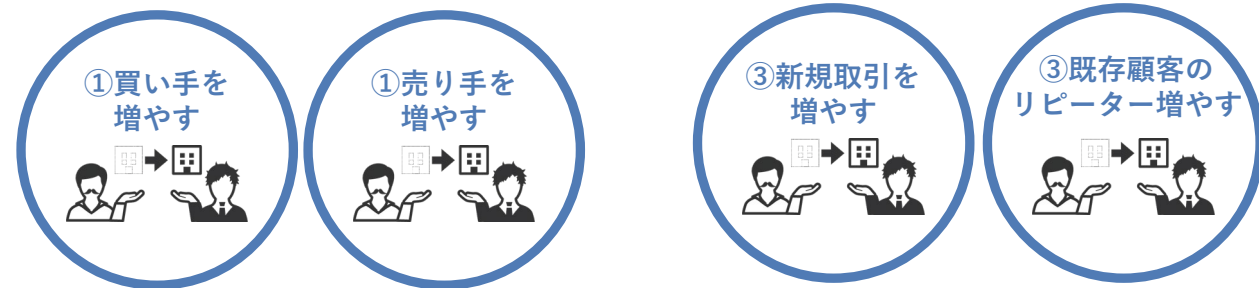 ①買い手を
増やす
①売り手を
増やす
③新規取引を
増やす
③既存顧客の
リピーター増やす